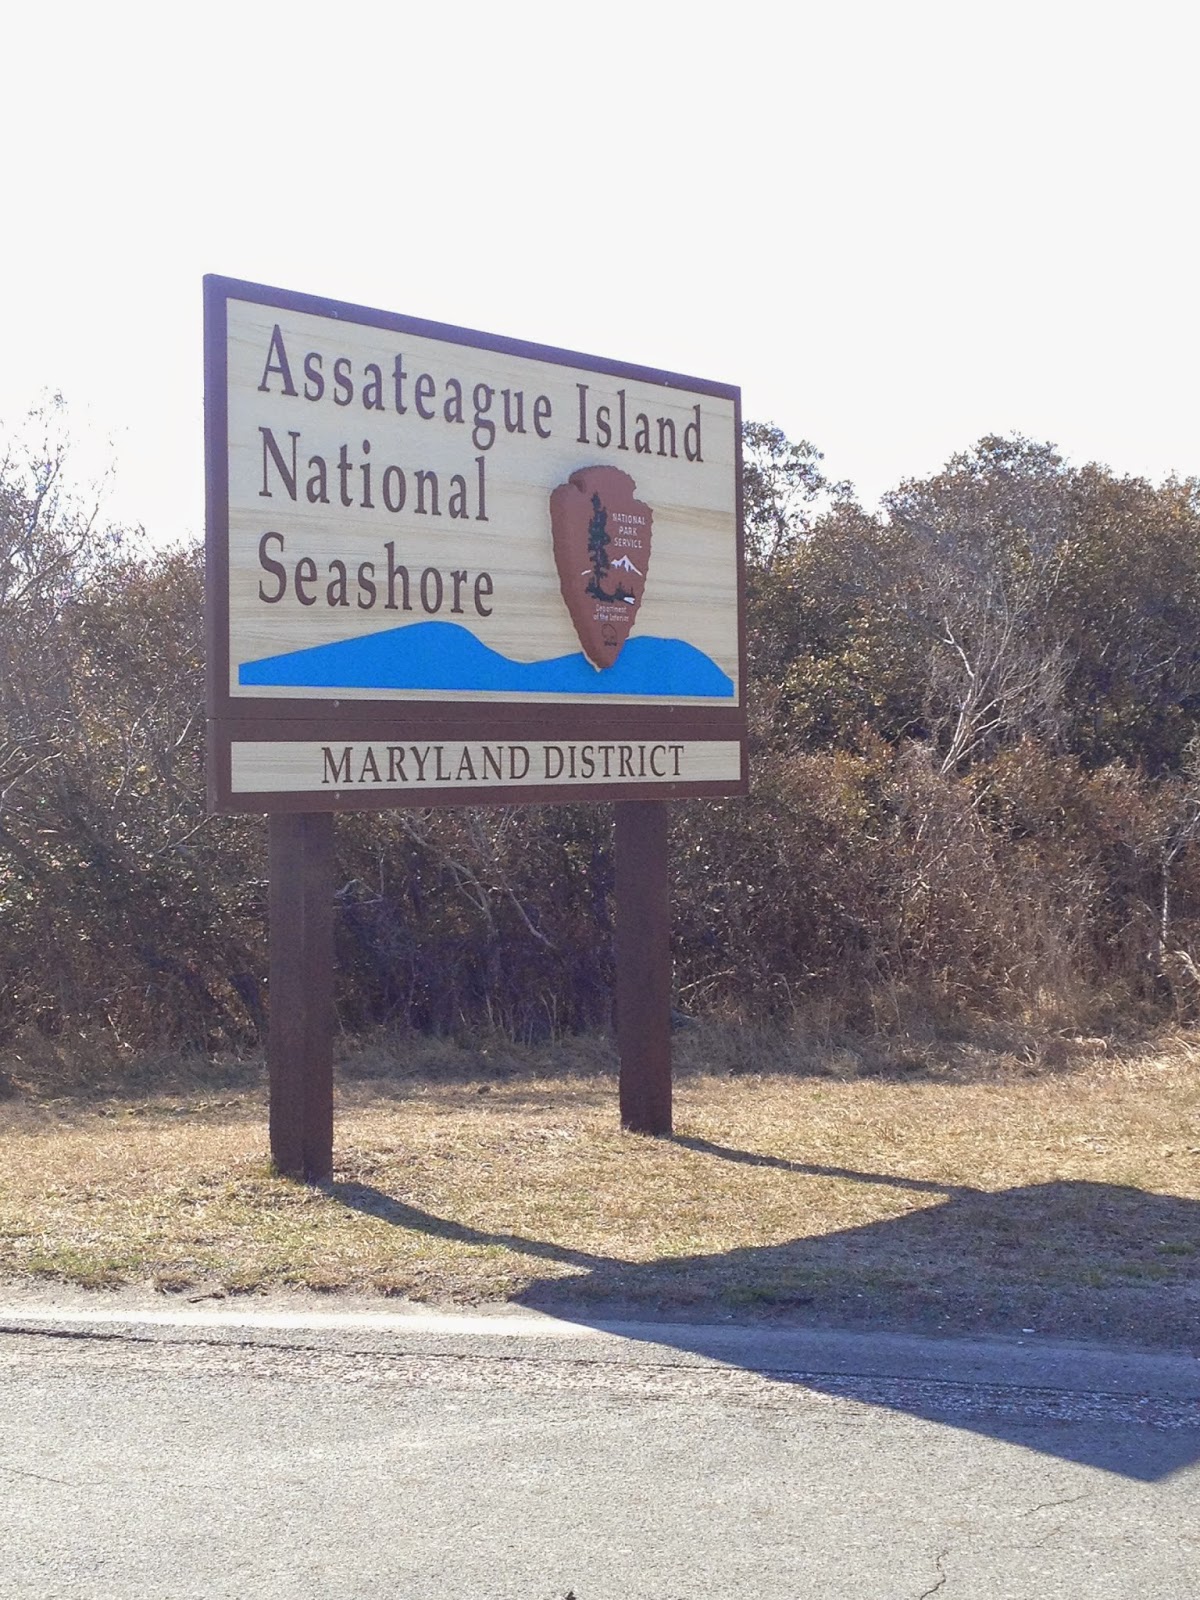 Assateague Island
National
Seashore
NATIONAL
PARK
SERVICE
Department
of the Interior
MARYLAND DISTRICT